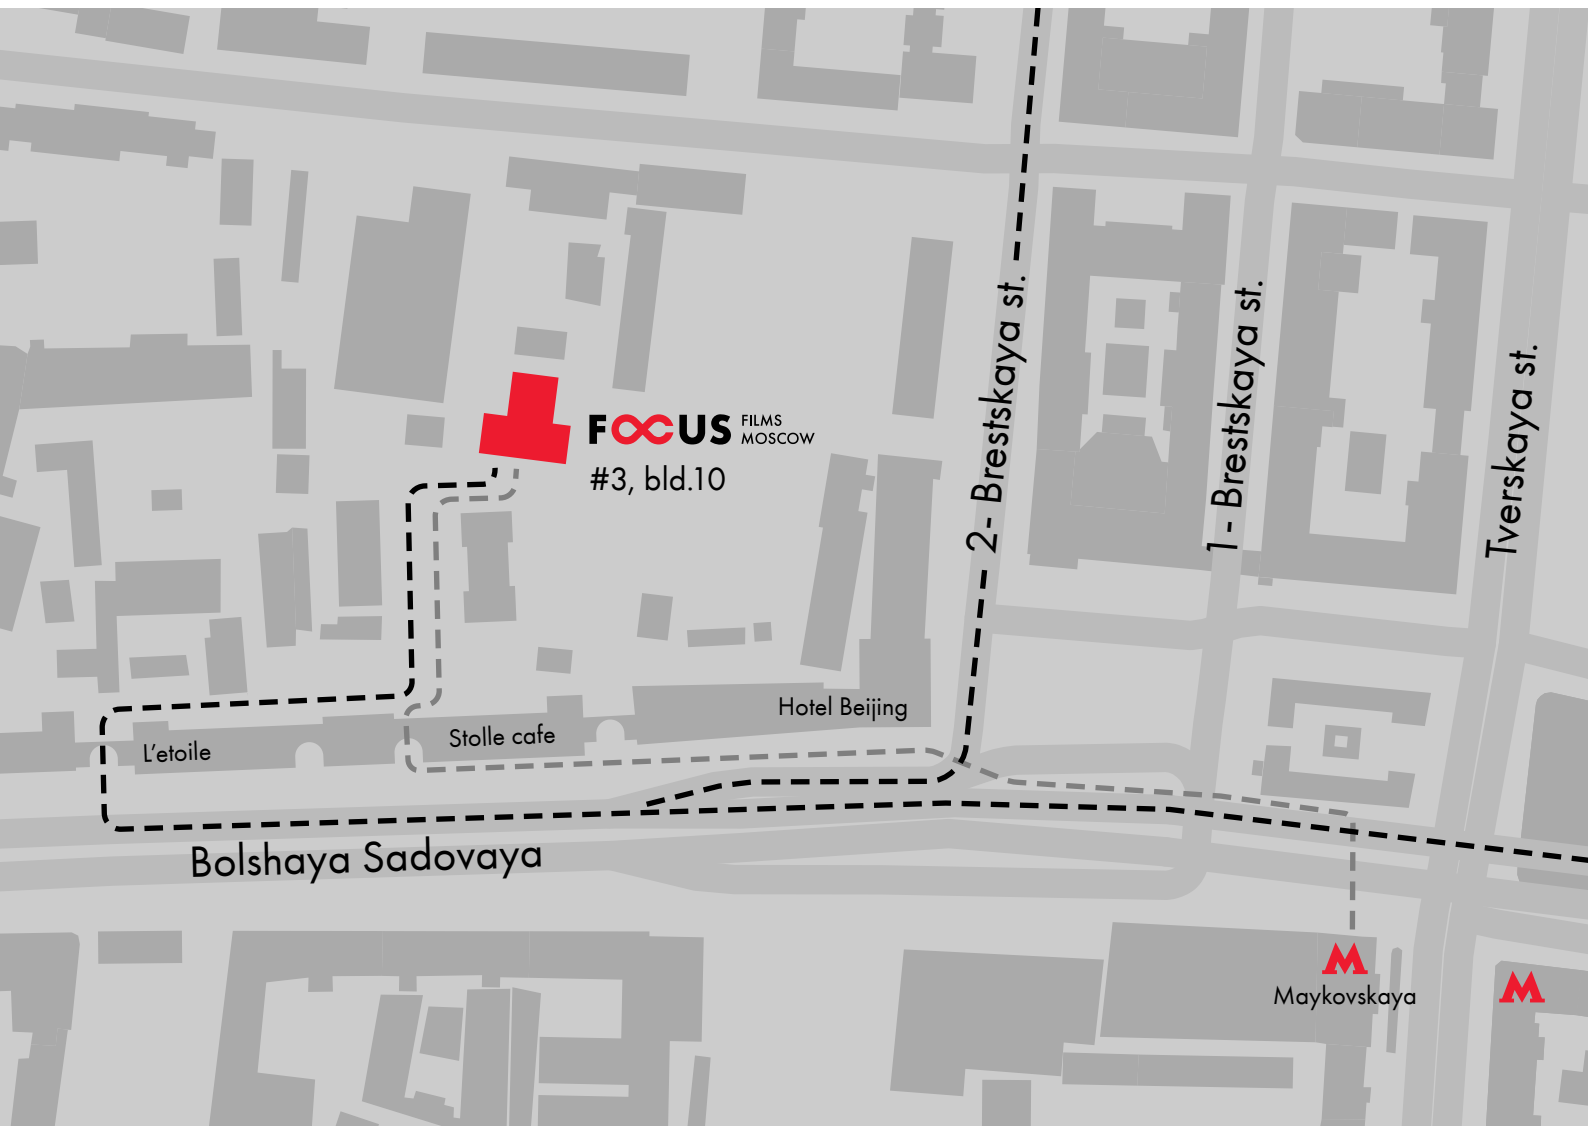 FOCUS FILMS
MOSCOW
#3, bld.10
2- Brestskaya st.
1- Brestskaya st.
Tverskaya st.
Hotel Beijing
Stolle cafe
L'etoile
Bolshaya Sadovaya
M
Maykovskaya
M